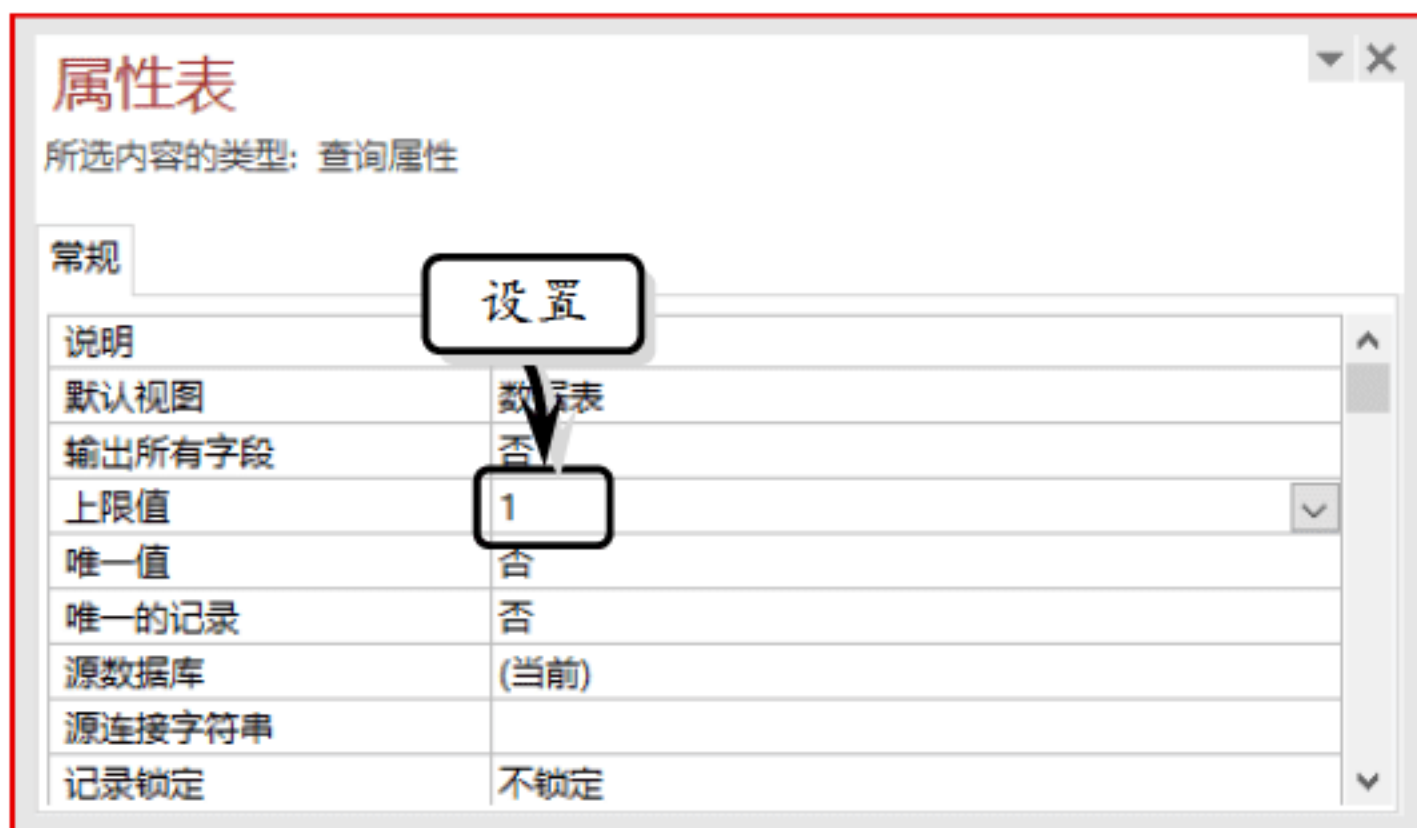 属性表
所选内容的类型: 查询属性
常规
设置
说明
默认视图 数据表
输出所有字段 否
上限值 1
唯一值 否
唯一的记录 否
源数据库 (当前)
源连接字符串
记录锁定 不锁定